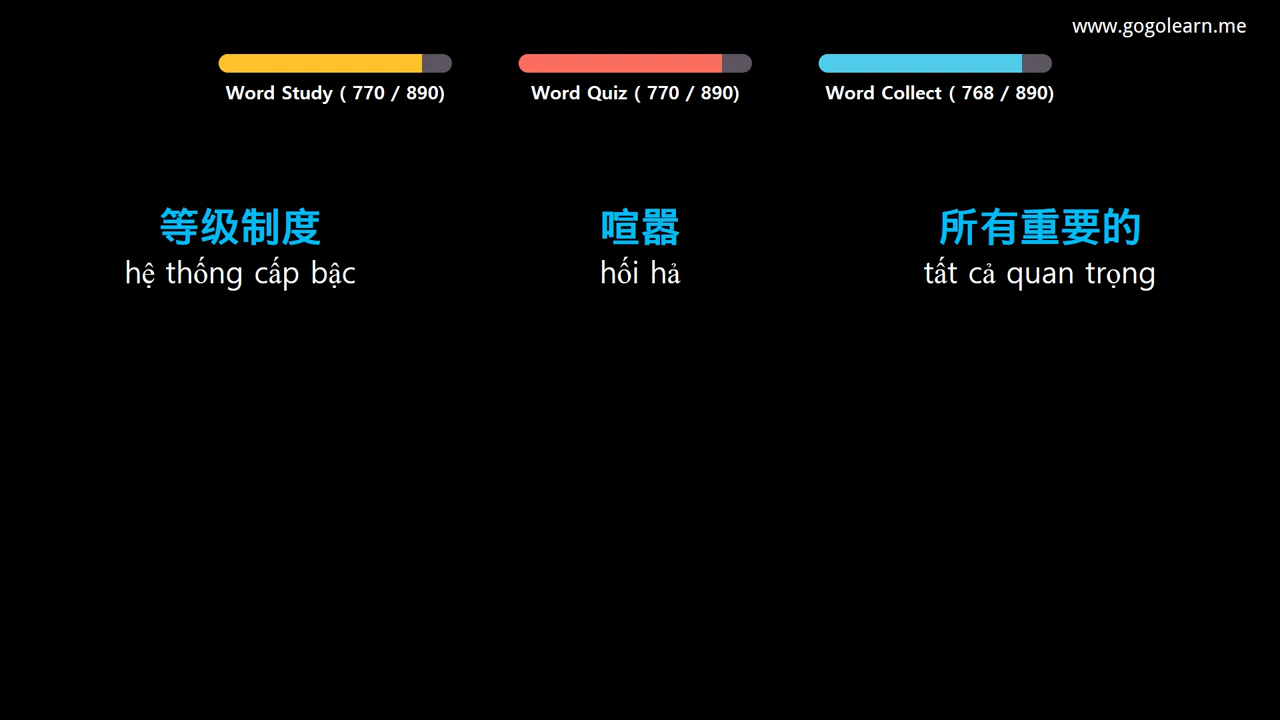 www.gogolearn.me
Word Study ( 770 / 890)
Word Quiz ( 770 / 890)
Word Collect ( 768 / 890)
等级制度
hệ thống cấp bậc
喧嚣
hối hả
所有重要的
tất cả quan trọng